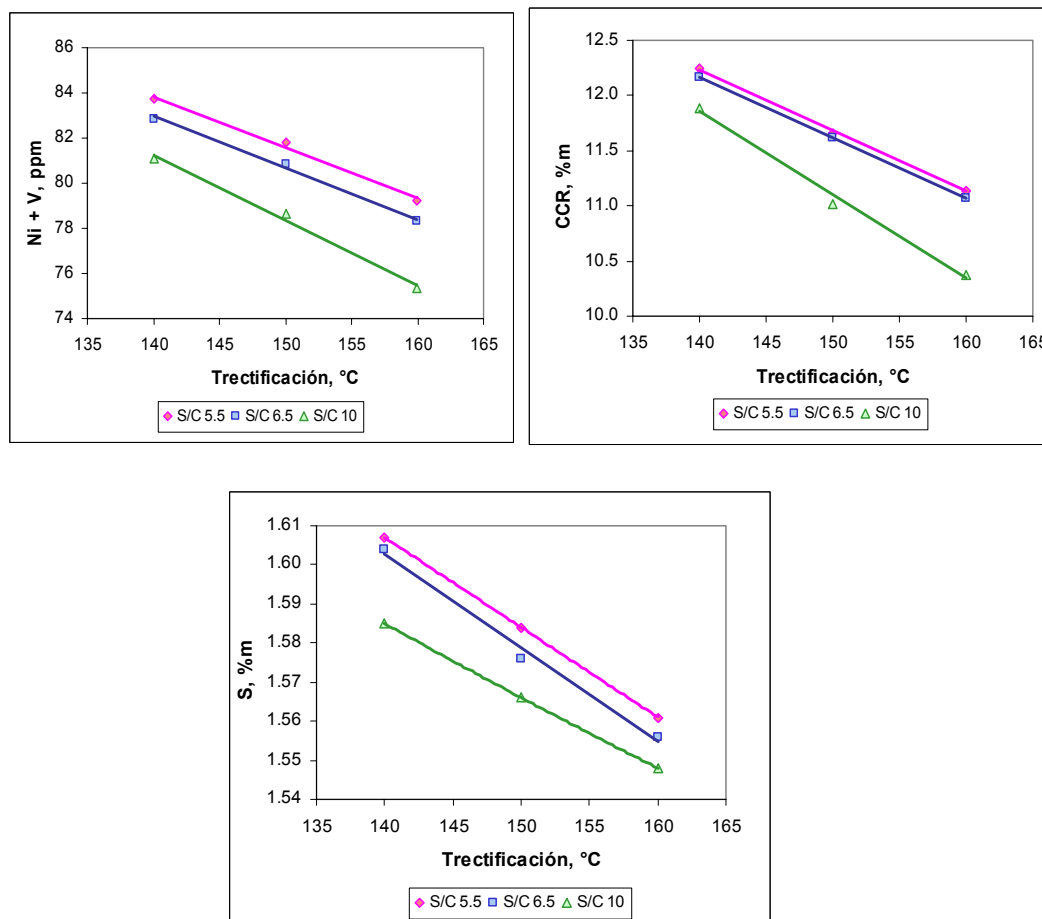 86
84
82
80
78
76
74
Ni + V, ppm
135 140 145 150 155 160 165
Trectificación, °C
S/C 5.5 S/C 6.5 S/C 10
12.5
12.0
11.5
11.0
10.5
10.0
CCR, %m
135 140 145 150 155 160 165
Trectificación, °C
S/C 5.5 S/C 6.5 S/C 10
1.61
1.60
1.59
1.58
1.57
1.56
1.55
1.54
S, %m
135 140 145 150 155 160 165
Trectificación, °C
S/C 5.5 S/C 6.5 S/C 10